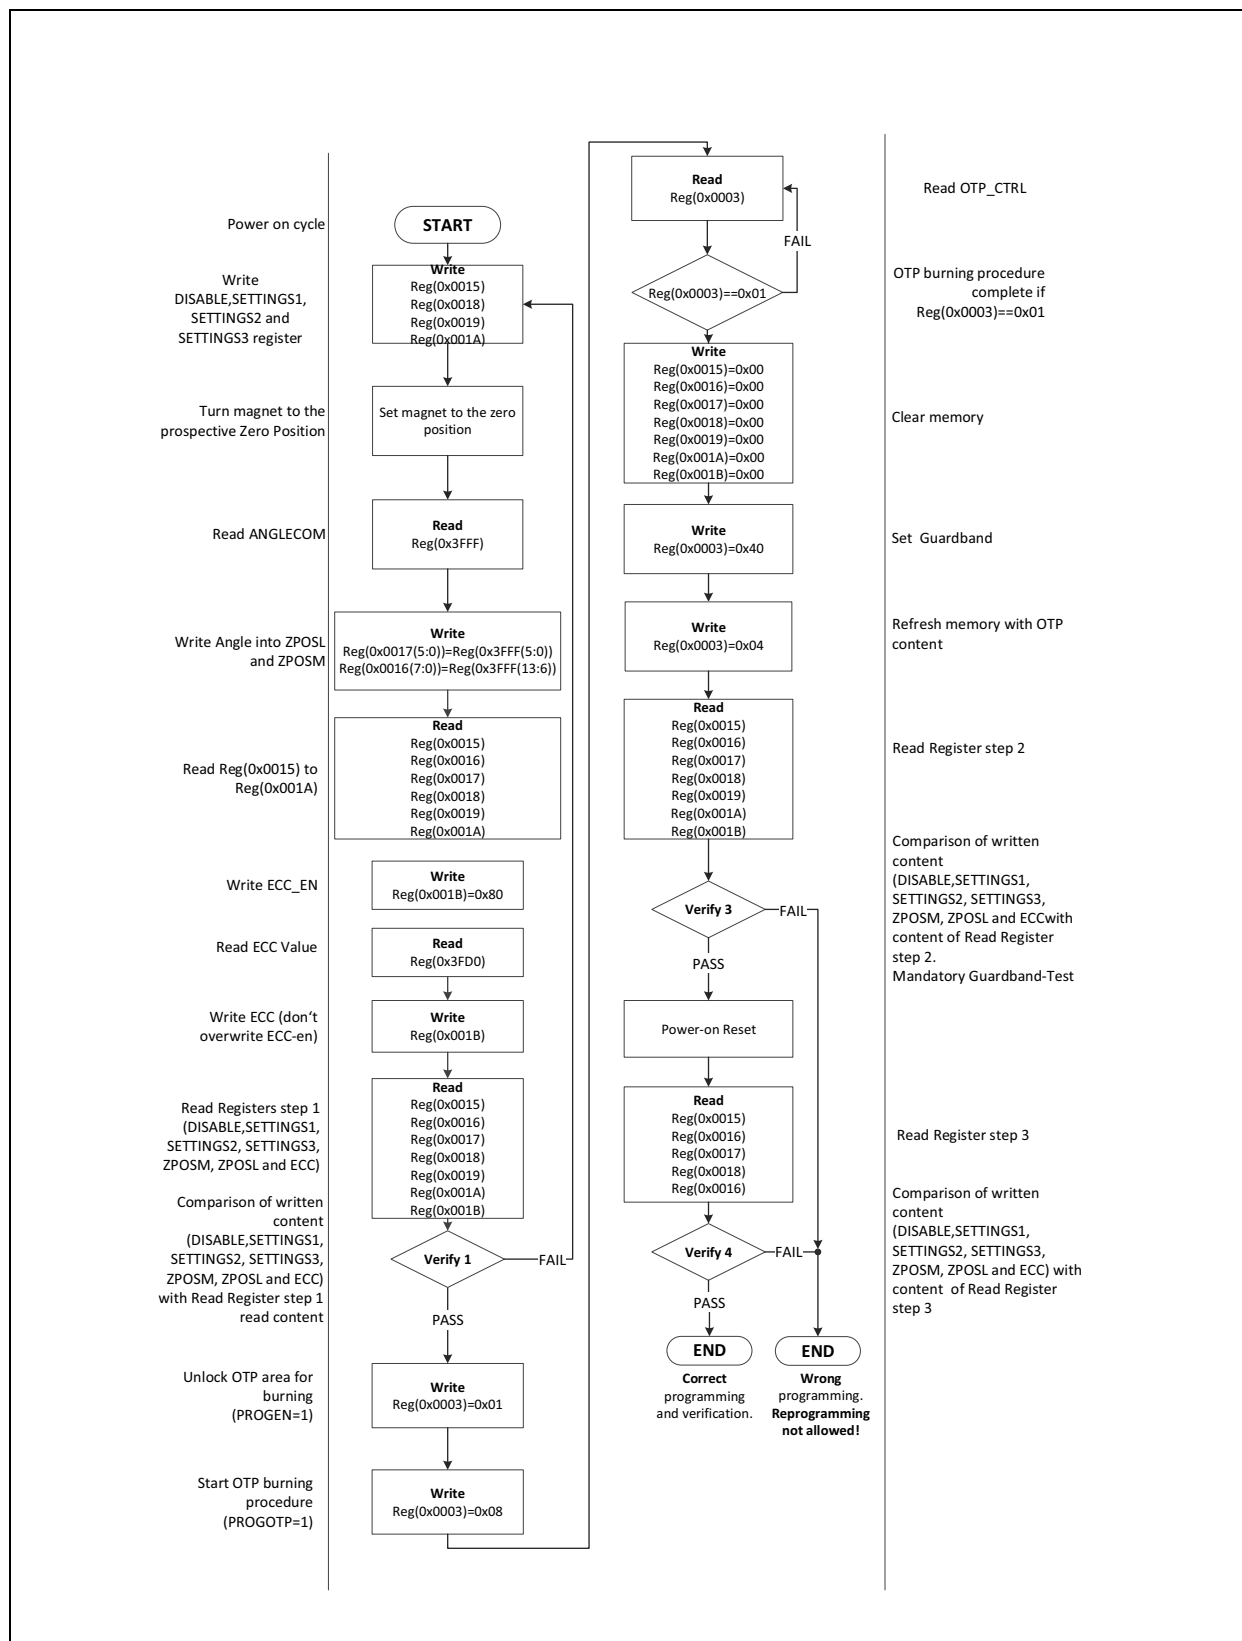 Power on cycle
START
Write
DISABLE,SETTINGS1,
SETTINGS2 and
SETTINGS3 register
Write
Reg(0x0015)
Reg(0x0018)
Reg(0x0019)
Reg(0x001A)
Turn magnet to the
prospective Zero Position
Set magnet to the zero
position
Read ANGLECOM
Read
Reg(0x3FFF)
Write Angle into ZPOSL
and ZPOSM
Write
Reg(0x0017(5:0))=Reg(0x3FFF(5:0))
Reg(0x0016(7:0))=Reg(0x3FFF(13:6))
Read Reg(0x0015) to
Reg(0x001A)
Read
Reg(0x0015)
Reg(0x0016)
Reg(0x0017)
Reg(0x0018)
Reg(0x0019)
Reg(0x001A)
Write ECC_EN
Write
Reg(0x001B)=0x80
Read ECC Value
Read
Reg(0x3FD0)
Write ECC (don‘t
overwrite ECC-en)
Write
Reg(0x001B)
Read Registers step 1
(DISABLE,SETTINGS1,
SETTINGS2, SETTINGS3,
ZPOSM, ZPOSL and ECC)
Read
Reg(0x0015)
Reg(0x0016)
Reg(0x0017)
Reg(0x0018)
Reg(0x0019)
Reg(0x001A)
Reg(0x001B)
Comparison of written
content
(DISABLE,SETTINGS1,
SETTINGS2, SETTINGS3,
ZPOSM, ZPOSL and ECC)
with Read Register step 1
read content
Verify 1
FAIL
PASS
Unlock OTP area for
burning
(PROGEN=1)
Write
Reg(0x0003)=0x01
Start OTP burning
procedure
(PROGOTP=1)
Write
Reg(0x0003)=0x08
Read
Reg(0x0003)
Read OTP_CTRL
FAIL
Reg(0x0003)==0x01
OTP burning procedure
complete if
Reg(0x0003)==0x01
Write
Reg(0x0015)=0x00
Reg(0x0016)=0x00
Reg(0x0017)=0x00
Reg(0x0018)=0x00
Reg(0x0019)=0x00
Reg(0x001A)=0x00
Reg(0x001B)=0x00
Clear memory
Write
Reg(0x0003)=0x40
Set Guardband
Write
Reg(0x0003)=0x04
Refresh memory with OTP
content
Read
Reg(0x0015)
Reg(0x0016)
Reg(0x0017)
Reg(0x0018)
Reg(0x0019)
Reg(0x001A)
Reg(0x001B)
Read Register step 2
Verify 3
FAIL
PASS
Comparison of written
content
(DISABLE,SETTINGS1,
SETTINGS2, SETTINGS3,
ZPOSM, ZPOSL and ECCwith
content of Read Register
step 2.
Mandatory Guardband-Test
Power-on Reset
Read
Reg(0x0015)
Reg(0x0016)
Reg(0x0017)
Reg(0x0018)
Reg(0x0016)
Read Register step 3
Verify 4
FAIL
PASS
Comparison of written
content
(DISABLE,SETTINGS1,
SETTINGS2, SETTINGS3,
ZPOSM, ZPOSL and ECC) with
content of Read Register
step 3
END
Correct
programming
and verification.
END
Wrong
programming.
Reprogramming
not allowed!